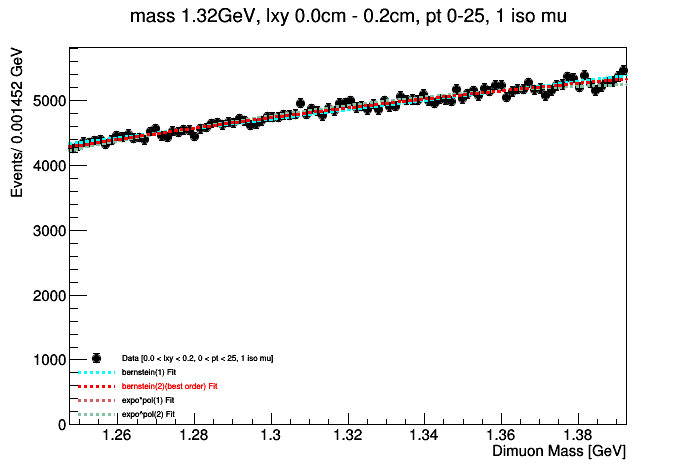 mass 1.32GeV, lxy 0.0cm - 0.2cm, pt 0-25, 1 iso mu
Events/ 0.001452 GeV
5000
4000
3000
2000
1000
0
Data [0.0 < lxy < 0.2, 0 < pt < 25, 1 iso mu]
bernstein(1) Fit
bernstein(2)(best order) Fit
expo*pol(1) Fit
expo*pol(2) Fit
1.26 1.28 1.3 1.32 1.34 1.36 1.38
Dimuon Mass [GeV]